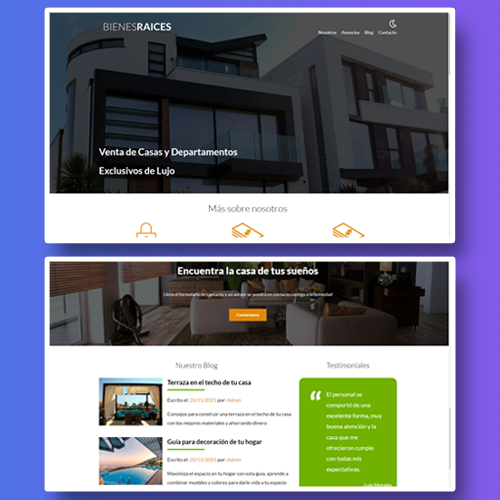 BIENESRAICES
Nosotros Anuncios Blog Contacto
Venta de Casas y Departamentos
Exclusivos de Lujo
Más sobre nosotros
Encuentra la casa de tus sueños
Llena el formulario de contacto y un asesor se pondrá en contacto contigo a la brevedad
Contactanos
Nuestro Blog
Terraza en el techo de tu casa
Escrito el: 20/11/2021 por: Admin
Consejos para construir una terraza en el techo de tu casa
con los mejores materiales y ahorrando dinero
Guia para decoración de tu hogar
Escrito el: 20/11/2021 por: Admin
Maximiza el espacio en tu hogar con esta guia, aprende a
combinar muebles y colores para darle vida a tu espacio
Testimoniales
“ El personal se
comportó de una
excelente forma, muy
buena atención y la
casa que me
ofrecieron cumple
con todas mis
expectativas.